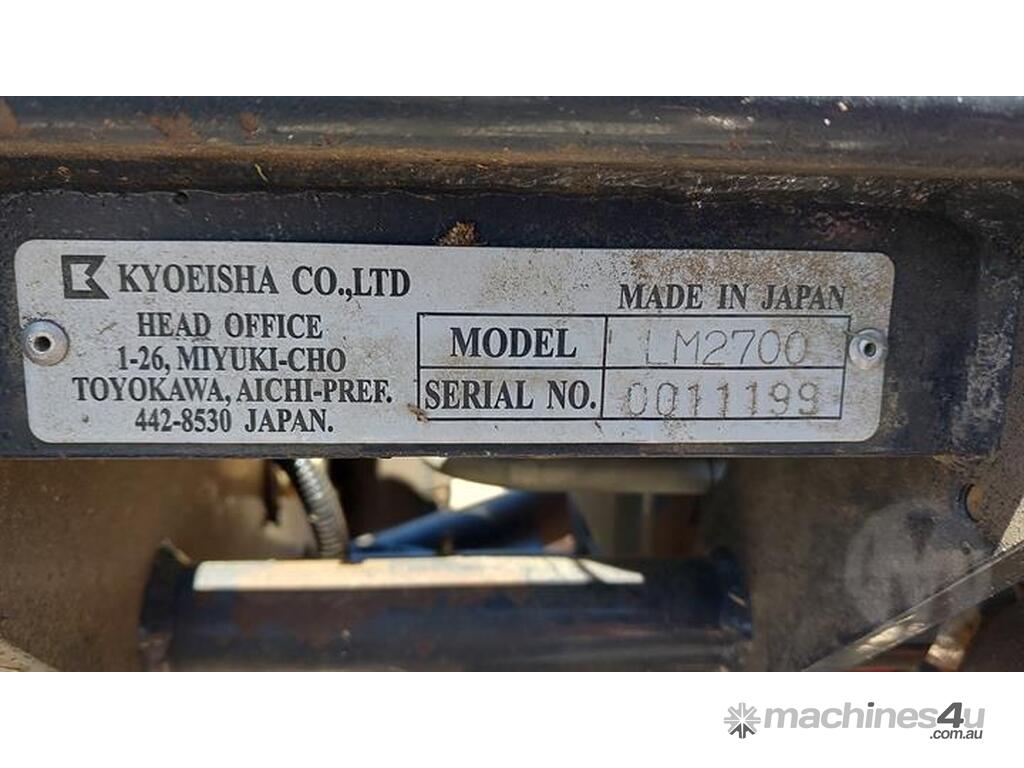 KYOEISHA CO.,LTD
HEAD OFFICE
1-26, MIYUKI-CHO
TOYOKAWA, AICHI-PREF.
442-8530 JAPAN.
MADE IN JAPAN
MODEL LM2700
SERIAL NO. 0011199
machines4u
.com.au